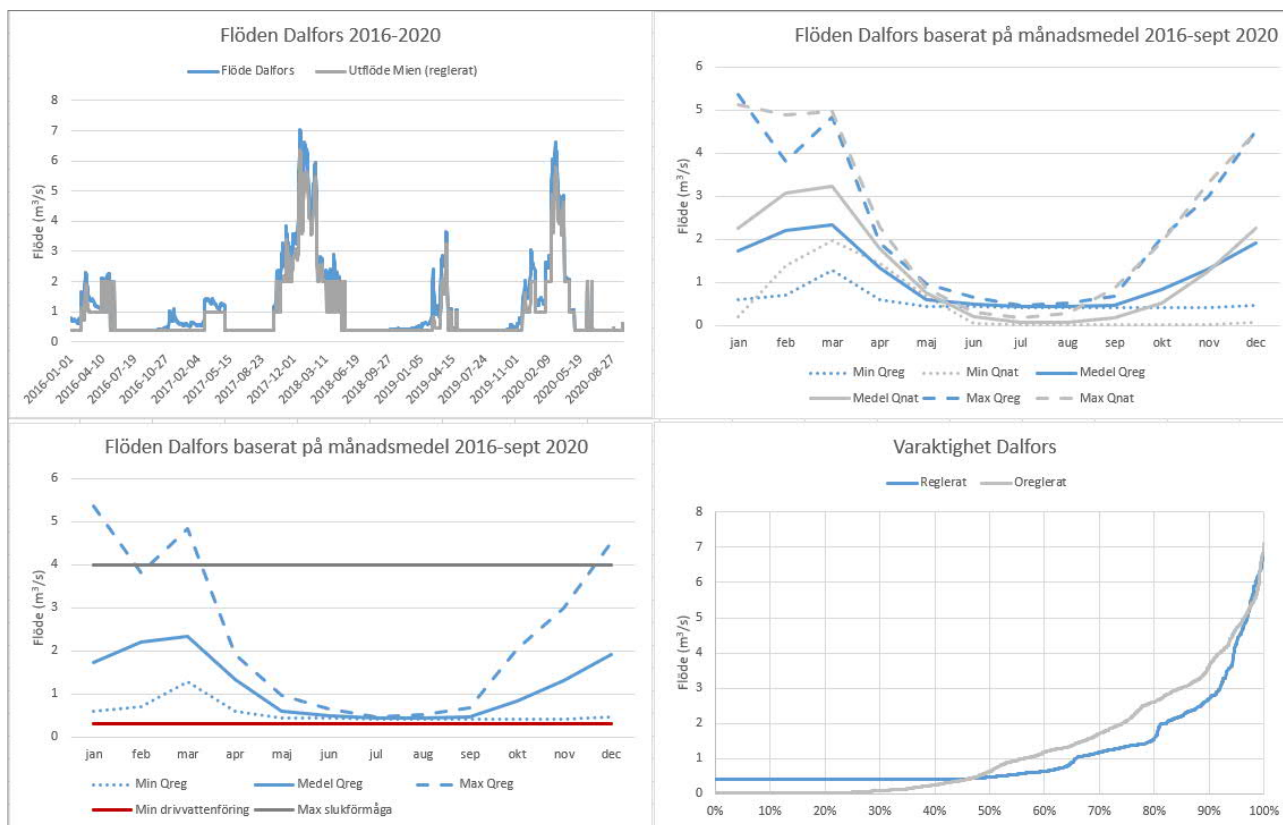 Flöden Dalfors 2016-2020
Flöde Dalfors Utflöde Mien (reglerat)
Flöde (m³/s)
8
7
6
5
4
3
2
1
0
2016-01-01
2016-04-10
2016-07-19
2016-10-27
2017-02-04
2017-05-15
2017-08-23
2017-12-01
2018-03-11
2018-06-19
2018-09-27
2019-01-05
2019-04-15
2019-07-24
2019-11-01
2020-02-09
2020-05-19
2020-08-27
Flöden Dalfors baserat på månadsmedel 2016-sept 2020
Flöde (m³/s)
6
5
4
3
2
1
0
jan feb mar apr maj jun jul aug sep okt nov dec
Min Qreg Min Qnat Medel Qreg
Medel Qnat Max Qreg Max Qnat
Flöden Dalfors baserat på månadsmedel 2016-sept 2020
Flöde (m³/s)
6
5
4
3
2
1
0
jan feb mar apr maj jun jul aug sep okt nov dec
Min Qreg Medel Qreg Max Qreg
Min drivvattenföring Max slukförmåga
Varaktighet Dalfors
Reglerat Oreglerat
Flöde (m³/s)
8
7
6
5
4
3
2
1
0
0% 10% 20% 30% 40% 50% 60% 70% 80% 90% 100%